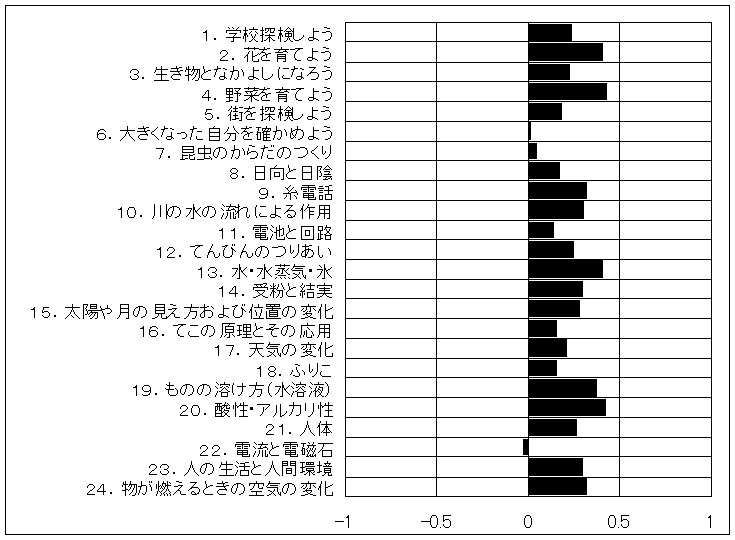 1. 学校探検しよう
2. 花を育てよう
3. 生き物となかよしになろう
4. 野菜を育てよう
5. 街を探検しよう
6. 大きくなった自分を確かめよう
7. 昆虫のからだのつくり
8. 日向と日陰
9. 糸電話
10. 川の水の流れによる作用
11. 電池と回路
12. てんびんのつりあい
13. 水・水蒸気・氷
14. 受粉と結実
15. 太陽や月の見え方および位置の変化
16. てこの原理とその応用
17. 天気の変化
18. ふりこ
19. ものの溶け方(水溶液)
20. 酸性・アルカリ性
21. 人体
22. 電流と電磁石
23. 人の生活と人間環境
24. 物が燃えるときの空気の変化
-1 -0.5 0 0.5 1